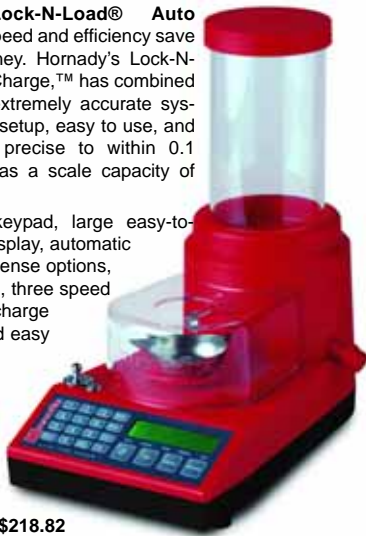 Lock-N-Load® Auto
speed and efficiency save
ney. Hornady's Lock-N-
Charge,™ has combined
extremely accurate sys-
setup, easy to use, and
precise to within 0.1
as a scale capacity of
keypad, large easy-to-
splay, automatic
ense options,
, three speed
charge
d easy
$218.82